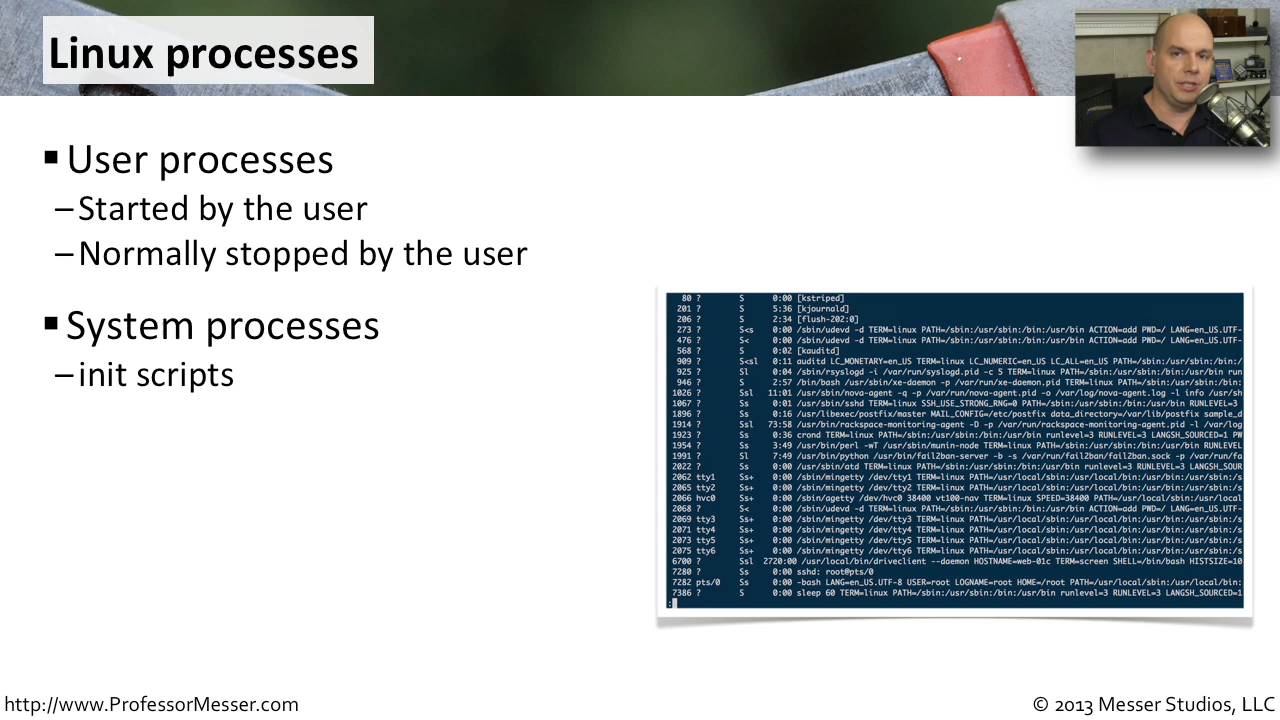 Linux processes
▪ User processes
– Started by the user
– Normally stopped by the user
▪ System processes
– init scripts
80 ? S 0:00 [kstriped]
201 ? S 5:36 [kjournald]
206 ? S 2:34 [flush-202:0]
273 ? S<s 0:00 /sbin/udevd -d TERM=linux PATH=/sbin:/usr/sbin:/bin:/usr/bin ACTION=add PWD=/ LANG=en_US.UTF-
476 ? S< 0:00 /sbin/udevd -d TERM=linux PATH=/sbin:/usr/sbin:/bin:/usr/bin ACTION=add PWD=/ LANG=en_US.UTF-
568 ? S 0:02 [kauditd]
909 ? S<sl 0:11 auditd LC_MONETARY=en_US TERM=linux LC_NUMERIC=en_US LC_ALL=en_US PATH=/sbin:/usr/sbin:/bin:/
925 ? Sl 0:04 /sbin/rsyslogd -i /var/run/syslogd.pid -c 5 TERM=linux PATH=/sbin:/usr/sbin:/bin:/usr/bin run
946 ? S 2:57 /bin/bash /usr/sbin/xe-daemon -p /var/run/xe-daemon.pid TERM=linux PATH=/sbin:/usr/sbin:/bin:
1026 ? Ssl 11:01 /usr/sbin/nova-agent -q -p /var/run/nova-agent.pid -o /var/log/nova-agent.log -l info /usr/sh
1067 ? Ss 0:01 /usr/sbin/sshd TERM=linux SSH_USE_STRONG_RNG=0 PATH=/sbin:/usr/sbin:/bin:/usr/bin RUNLEVEL=3
1896 ? Ss 0:16 /usr/libexec/postfix/master MAIL_CONFIG=/etc/postfix data_directory=/var/lib/postfix sample_d
1914 ? Ssl 73:58 /usr/bin/rackspace-monitoring-agent -D -p /var/run/rackspace-monitoring-agent.pid -l /var/log
1923 ? Ss 0:36 crond TERM=linux PATH=/sbin:/usr/sbin:/bin:/usr/bin runlevel=3 RUNLEVEL=3 LANGSH_SOURCED=1 PW
1954 ? Ss 3:49 /usr/bin/perl -wT /usr/sbin/munin-node TERM=linux PATH=/sbin:/usr/sbin:/bin:/usr/bin RUNLEVEL
1991 ? Sl 7:49 /usr/bin/python /usr/bin/fail2ban-server -b -s /var/run/fail2ban/fail2ban.sock -p /var/run/fa
2022 ? Ss 0:00 /usr/sbin/atd TERM=linux PATH=/sbin:/usr/sbin:/bin:/usr/bin runlevel=3 RUNLEVEL=3 LANGSH_SOUR
2062 tty1 Ss+ 0:00 /sbin/mingetty /dev/tty1 TERM=linux PATH=/usr/local/sbin:/usr/local/bin:/sbin:/bin:/usr/sbin:/s
2065 tty2 Ss+ 0:00 /sbin/mingetty /dev/tty2 TERM=linux PATH=/usr/local/sbin:/usr/local/bin:/sbin:/bin:/usr/sbin:/s
2066 hvc0 Ss+ 0:00 /sbin/agetty /dev/hvc0 38400 vt100-nav TERM=linux SPEED=38400 PATH=/usr/local/sbin:/usr/local
2068 ? S< 0:00 /sbin/udevd -d TERM=linux PATH=/sbin:/usr/sbin:/bin:/usr/bin ACTION=add PWD=/ LANG=en_US.UTF-
2069 tty3 Ss+ 0:00 /sbin/mingetty /dev/tty3 TERM=linux PATH=/usr/local/sbin:/usr/local/bin:/sbin:/bin:/usr/sbin:/s
2071 tty4 Ss+ 0:00 /sbin/mingetty /dev/tty4 TERM=linux PATH=/usr/local/sbin:/usr/local/bin:/sbin:/bin:/usr/sbin:/s
2073 tty5 Ss+ 0:00 /sbin/mingetty /dev/tty5 TERM=linux PATH=/usr/local/sbin:/usr/local/bin:/sbin:/bin:/usr/sbin:/s
2075 tty6 Ss+ 0:00 /sbin/mingetty /dev/tty6 TERM=linux PATH=/usr/local/sbin:/usr/local/bin:/sbin:/bin:/usr/sbin:/s
6700 ? Ssl 2720:00 /usr/local/bin/driveclient --daemon HOSTNAME=web-01c TERM=screen SHELL=/bin/bash HISTSIZE=10
7280 ? Ss 0:00 sshd: root@pts/0
7282 pts/0 Ss 0:00 -bash LANG=en_US.UTF-8 USER=root LOGNAME=root HOME=/root PATH=/usr/local/sbin:/usr/local/bin:
7386 ? S 0:00 sleep 60 TERM=linux PATH=/sbin:/usr/sbin:/bin:/usr/bin runlevel=3 RUNLEVEL=3 LANGSH_SOURCED=1
:
http://www.ProfessorMesser.com
© 2013 Messer Studios, LLC